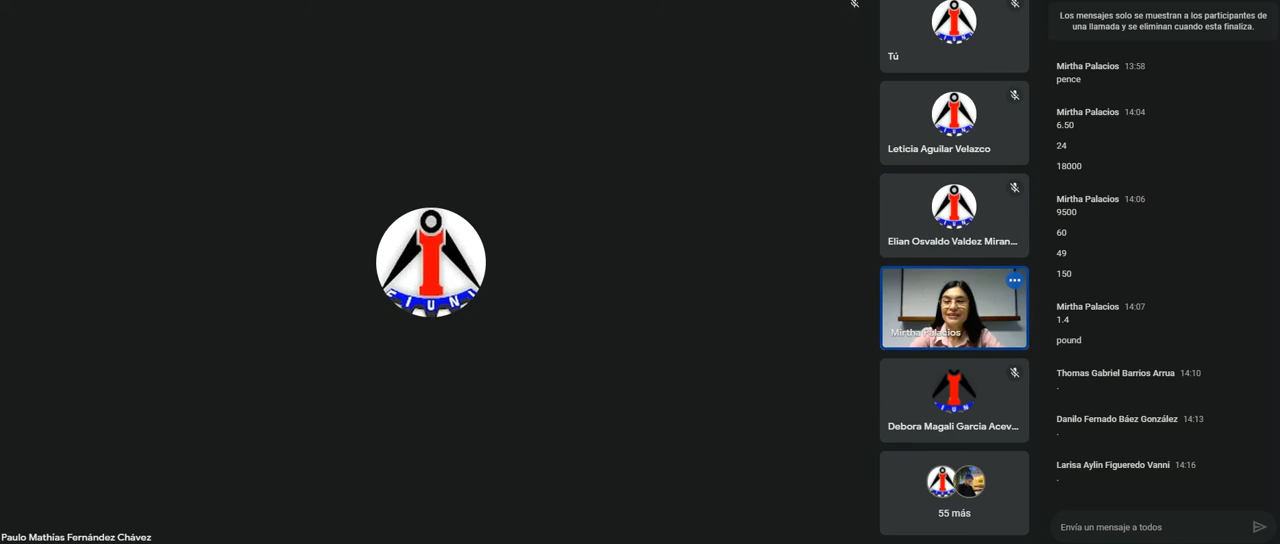 Tú
Leticia Aguilar Velazco
Elian Osvaldo Valdez Miran...
Mirtha Palacios
Debora Magali Garcia Acev...
55 más
Paulo Mathías Fernández Chávez
EIUNI
Los mensajes solo se muestran a los participantes de
una llamada y se eliminan cuando esta finaliza.
Mirtha Palacios 13:58
pence
Mirtha Palacios 14:04
6.50
24
18000
Mirtha Palacios 14:06
9500
60
49
150
Mirtha Palacios 14:07
1.4
pound
Thomas Gabriel Barrios Arrua 14:10
.
Danilo Fernado Báez González 14:13
.
Larisa Aylin Figueredo Vanni 14:16
.
Envía un mensaje a todos